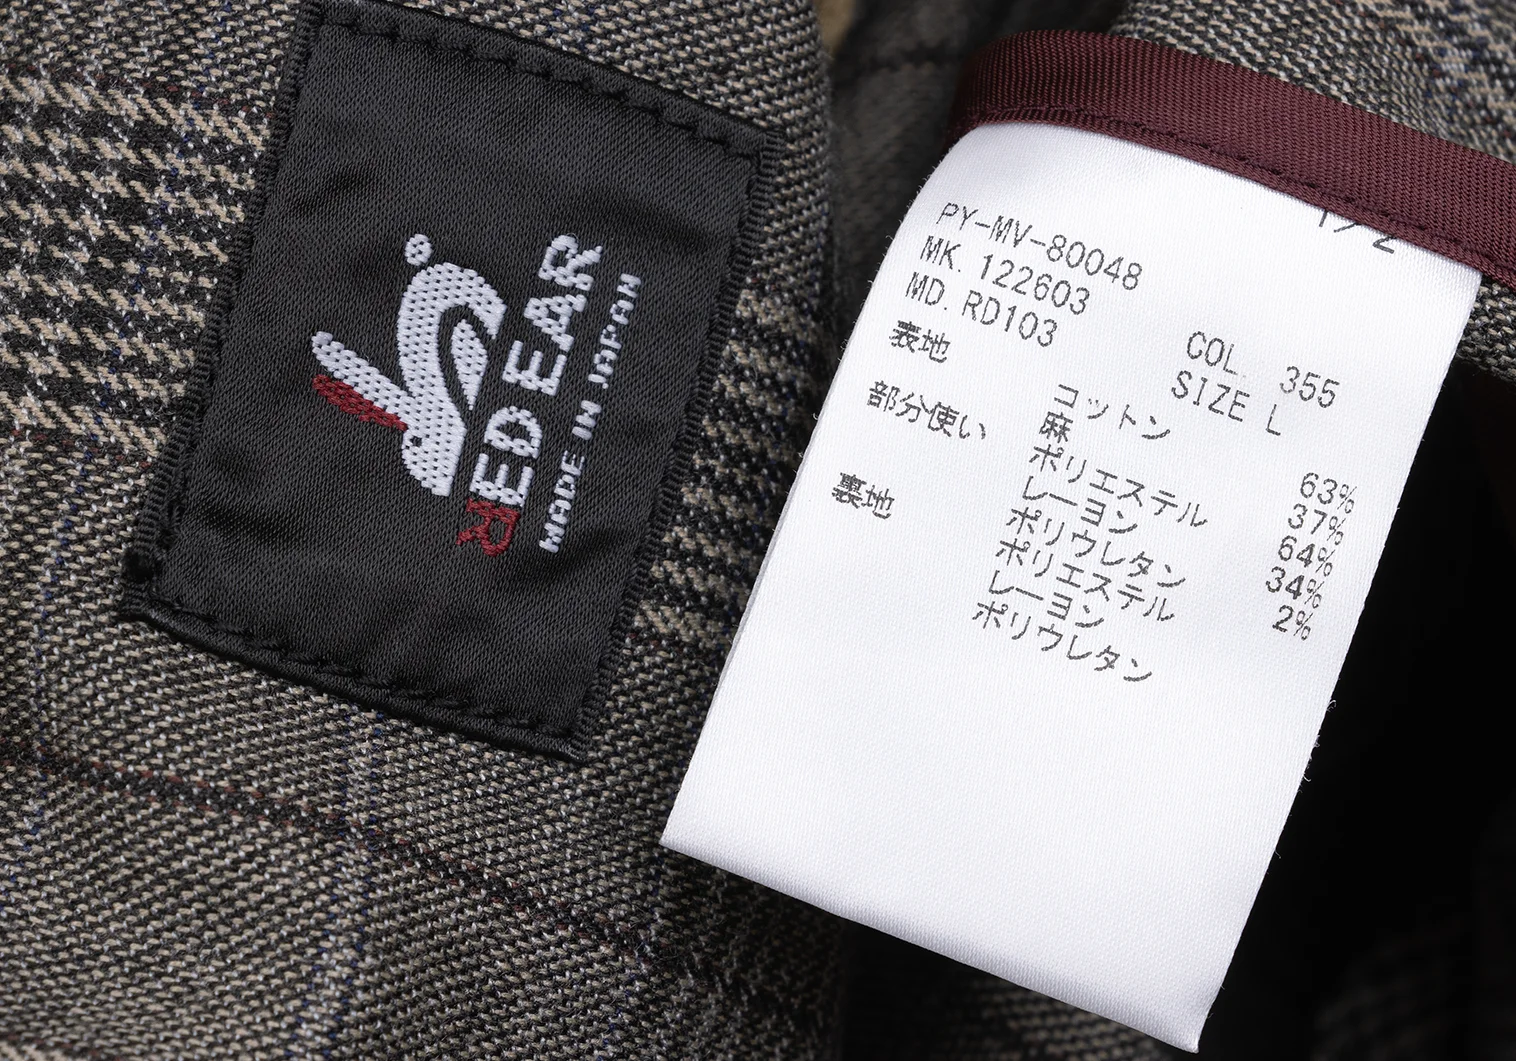 ®
RED EAR
MADE IN JAPAN
1/2
PY-MV-80048
MK. 122603
MD. RD103
COL. 355
SIZE L
表地
コットン 63%
麻 37%
部分使い
ポリエステル 64%
レーヨン 34%
ポリウレタン 2%
裏地
ポリエステル
レーヨン
ポリウレタン